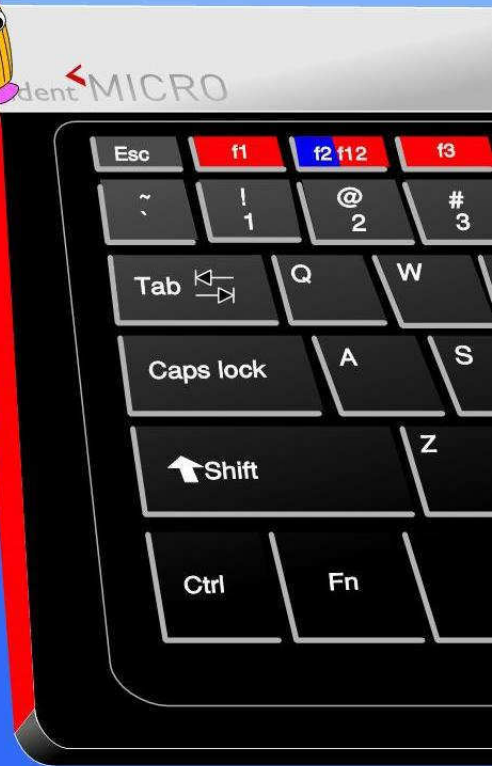 dent MICRO
Esc f1 f2 f12 f3
~ ! @ #
` 1 2 3
Tab Q W
Caps lock A S
Shift Z
Ctrl Fn